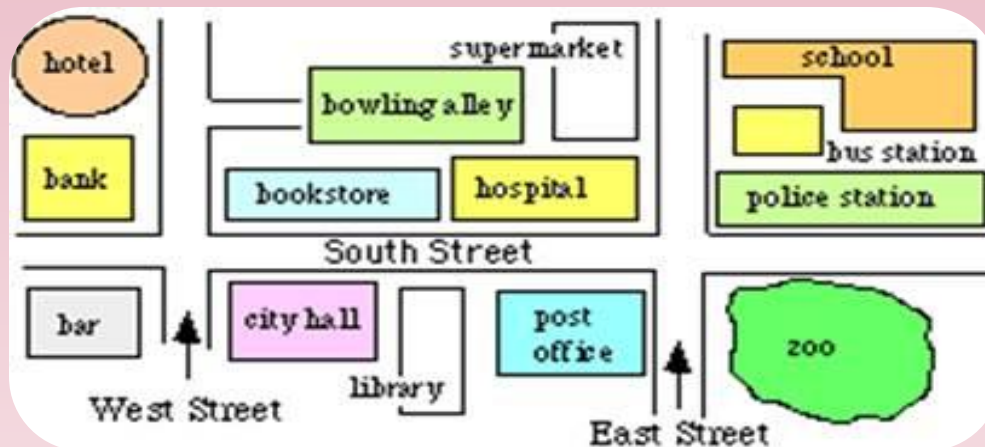 hotel
supermarket
school
bowling alley
bank
bus station
bookstore
hospital
police station
South Street
bar
city hall
post
office
zoo
library
West Street
East Street